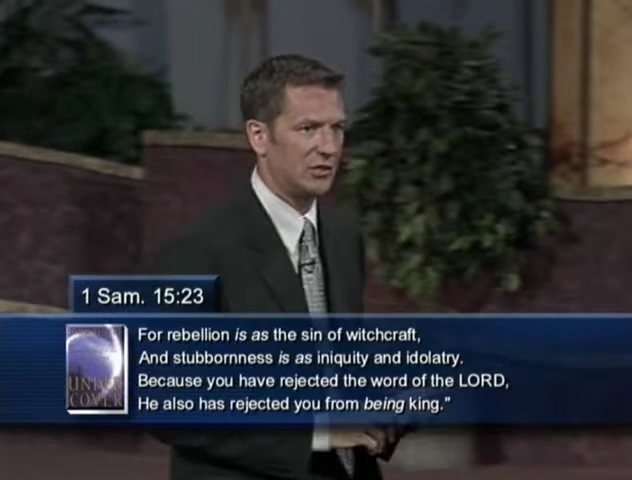 1 Sam. 15:23
For rebellion is as the sin of witchcraft,
And stubbornness is as iniquity and idolatry.
Because you have rejected the word of the LORD,
He also has rejected you from being king."
UNDER
COVER